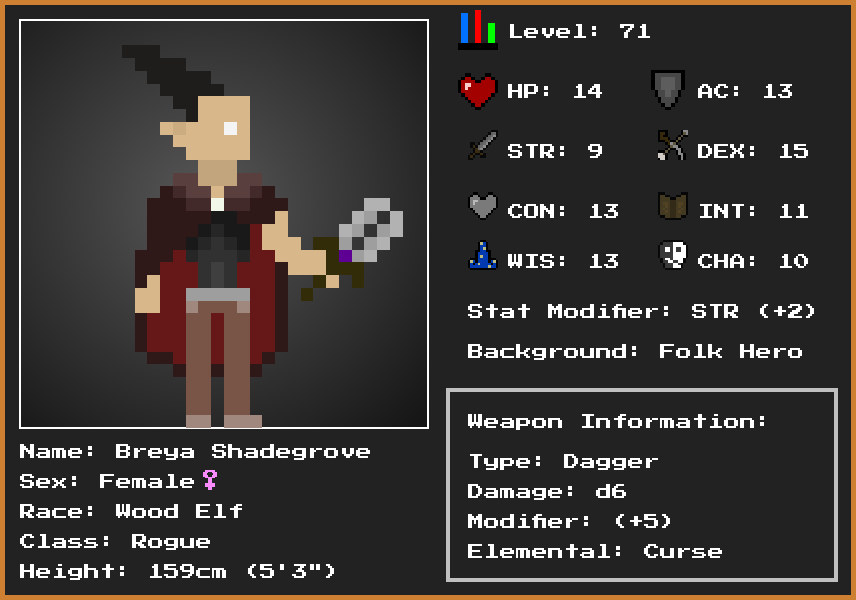 Level: 71
HP: 14
AC: 13
STR: 9
DEX: 15
CON: 13
INT: 11
WIS: 13
CHA: 10
Stat Modifier: STR (+2)
Background: Folk Hero
Weapon Information:
Type: Dagger
Damage: d6
Modifier: (+5)
Elemental: Curse
Name: Breya Shadegrove
Sex: Female♀
Race: Wood Elf
Class: Rogue
Height: 159cm (5'3")